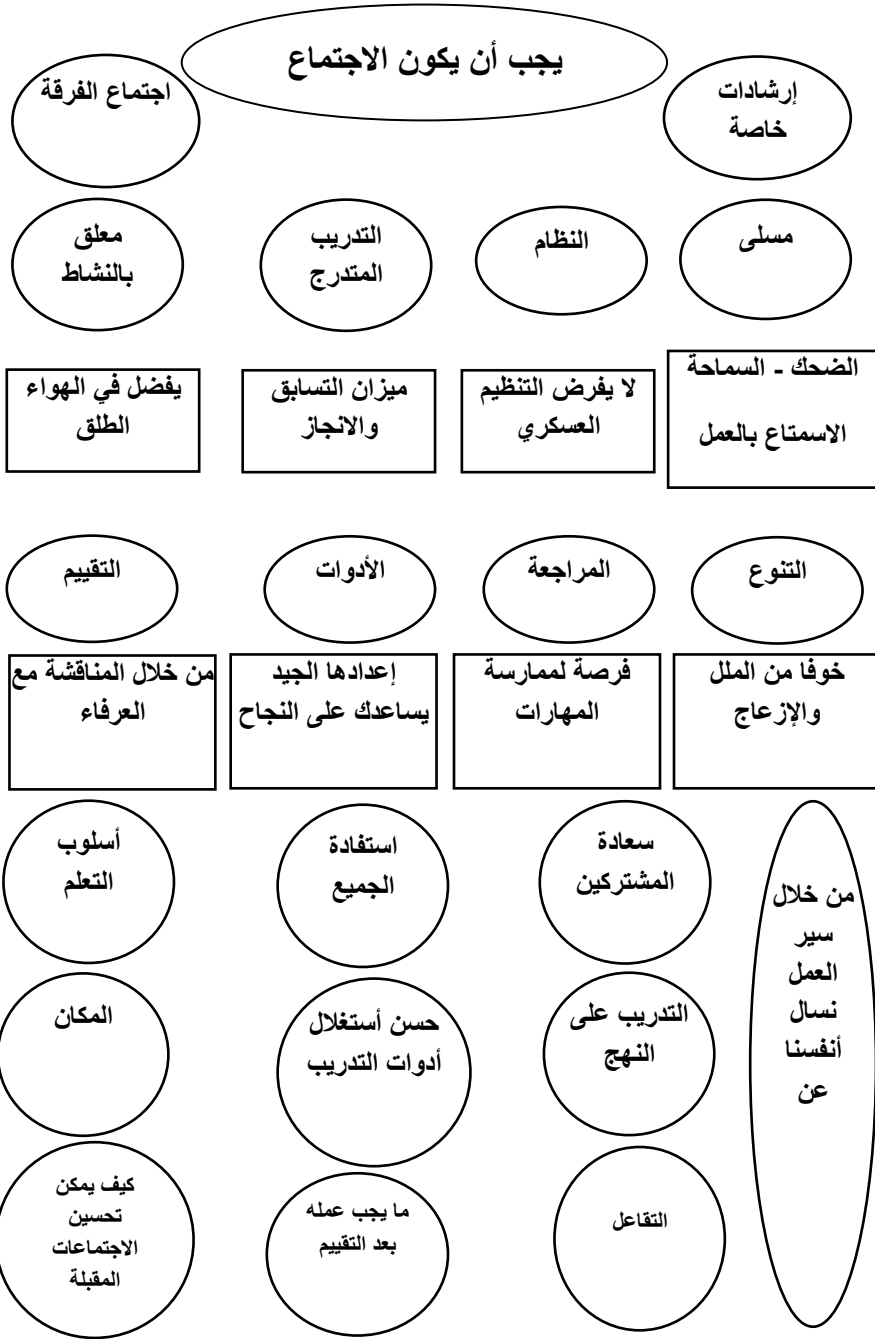 يجب أن يكون الاجتماع
إرشادات
خاصة
اجتماع الفرقة
مسلى
النظام
التدريب
المتدرج
معلق
بالنشاط
الضحك - السماحة
الاسمتاع بالعمل
لا يفرض التنظيم
العسكري
ميزان التسابق
والانجاز
يفضل في الهواء
الطلق
التنوع
المراجعة
الأدوات
التقييم
خوفا من الملل
والإزعاج
فرصة لممارسة
المهارات
إعدادها الجيد
يساعدك على النجاح
من خلال المناقشة مع
العرفاء
من خلال
سير
العمل
نسال
أنفسنا
عن
سعادة
المشتركين
استفادة
الجميع
أسلوب
التعلم
التدريب على
النهج
حسن أستغلال
أدوات التدريب
المكان
التفاعل
ما يجب عمله
بعد التقييم
كيف يمكن
تحسين
الاجتماعات
المقبلة